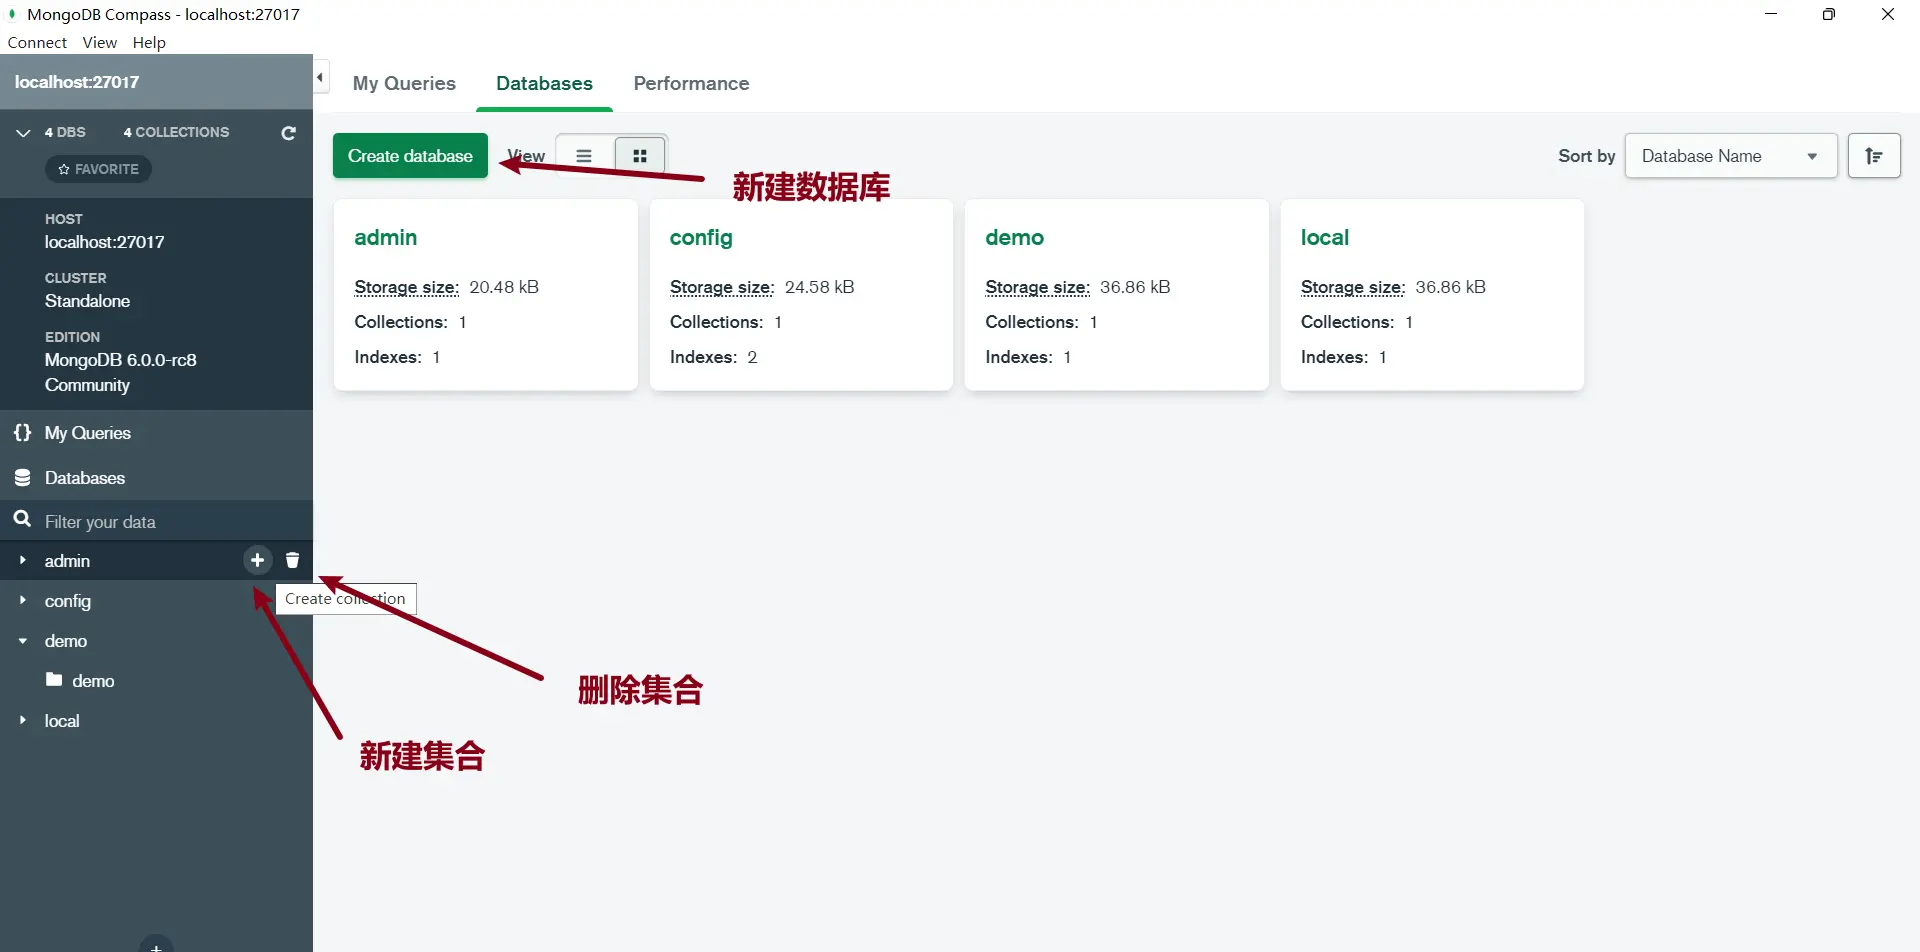 MongoDB Compass - localhost:27017
Connect View Help
localhost:27017
My Queries Databases Performance
4 DBS 4 COLLECTIONS
FAVORITE
Create database View
Sort by Database Name
新建数据库
HOST
localhost:27017
CLUSTER
Standalone
EDITION
MongoDB 6.0.0-rc8
Community
admin
Storage size: 20.48 kB
Collections: 1
Indexes: 1
config
Storage size: 24.58 kB
Collections: 1
Indexes: 2
demo
Storage size: 36.86 kB
Collections: 1
Indexes: 1
local
Storage size: 36.86 kB
Collections: 1
Indexes: 1
{} My Queries
Databases
Filter your data
admin
Create collection
config
demo
demo
local
删除集合
新建集合